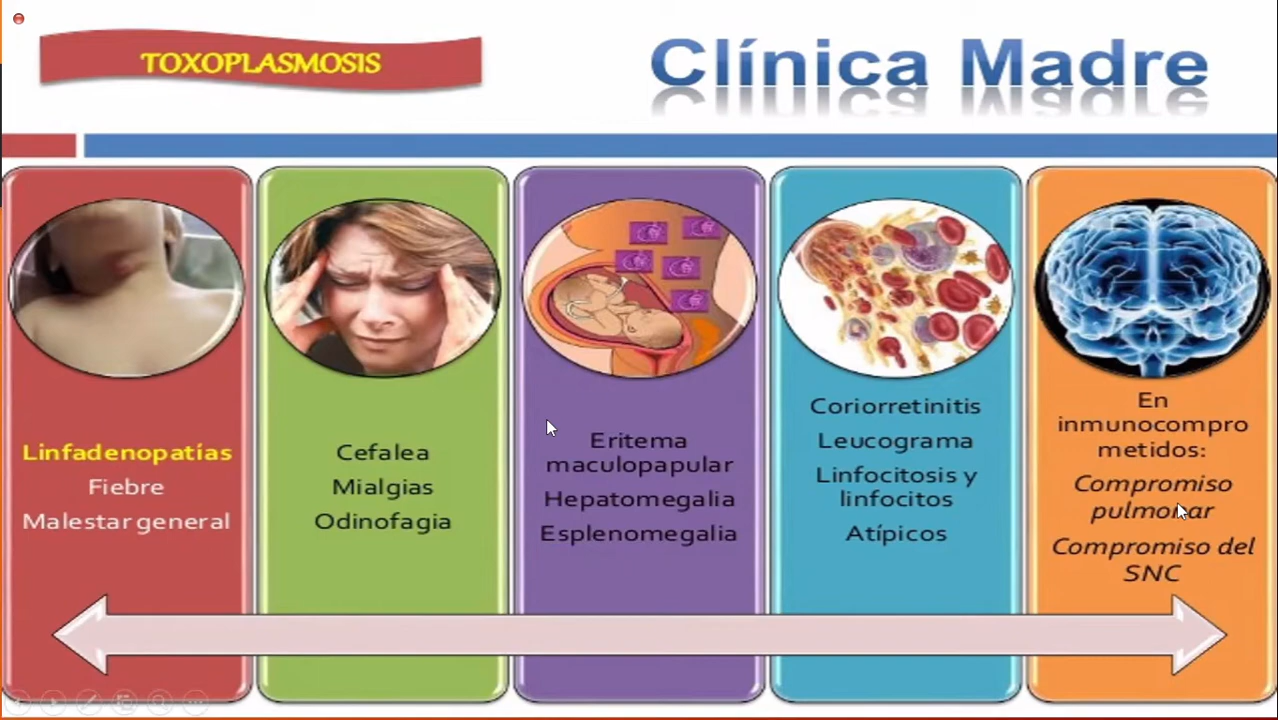 TOXOPLASMOSIS
Clínica Madre
Linfadenopatías
Fiebre
Malestar general
Cefalea
Mialgias
Odinofagia
Eritema
maculopapular
Hepatomegalia
Esplenomegalia
Coriorretinitis
Leucograma
Linfocitosis y
linfocitos
Atípicos
En
inmunocompro
metidos:
Compromiso
pulmonar
Compromiso del
SNC